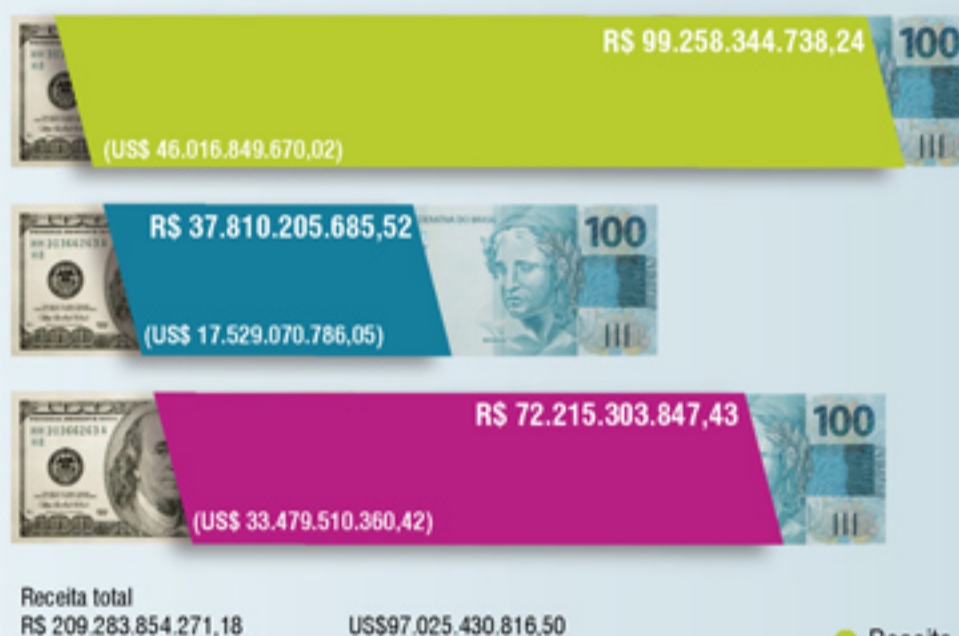 R$ 99.258.344.738,24
100
(US$ 46.016.849.670,02)
R$ 37.810.205.685,52
100
(US$ 17.529.070.786,05)
R$ 72.215.303.847,43
100
(US$ 33.479.510.360,42)
Receita total
R$ 209.283.854.271,18 US$97.025.430.816,50
Receita